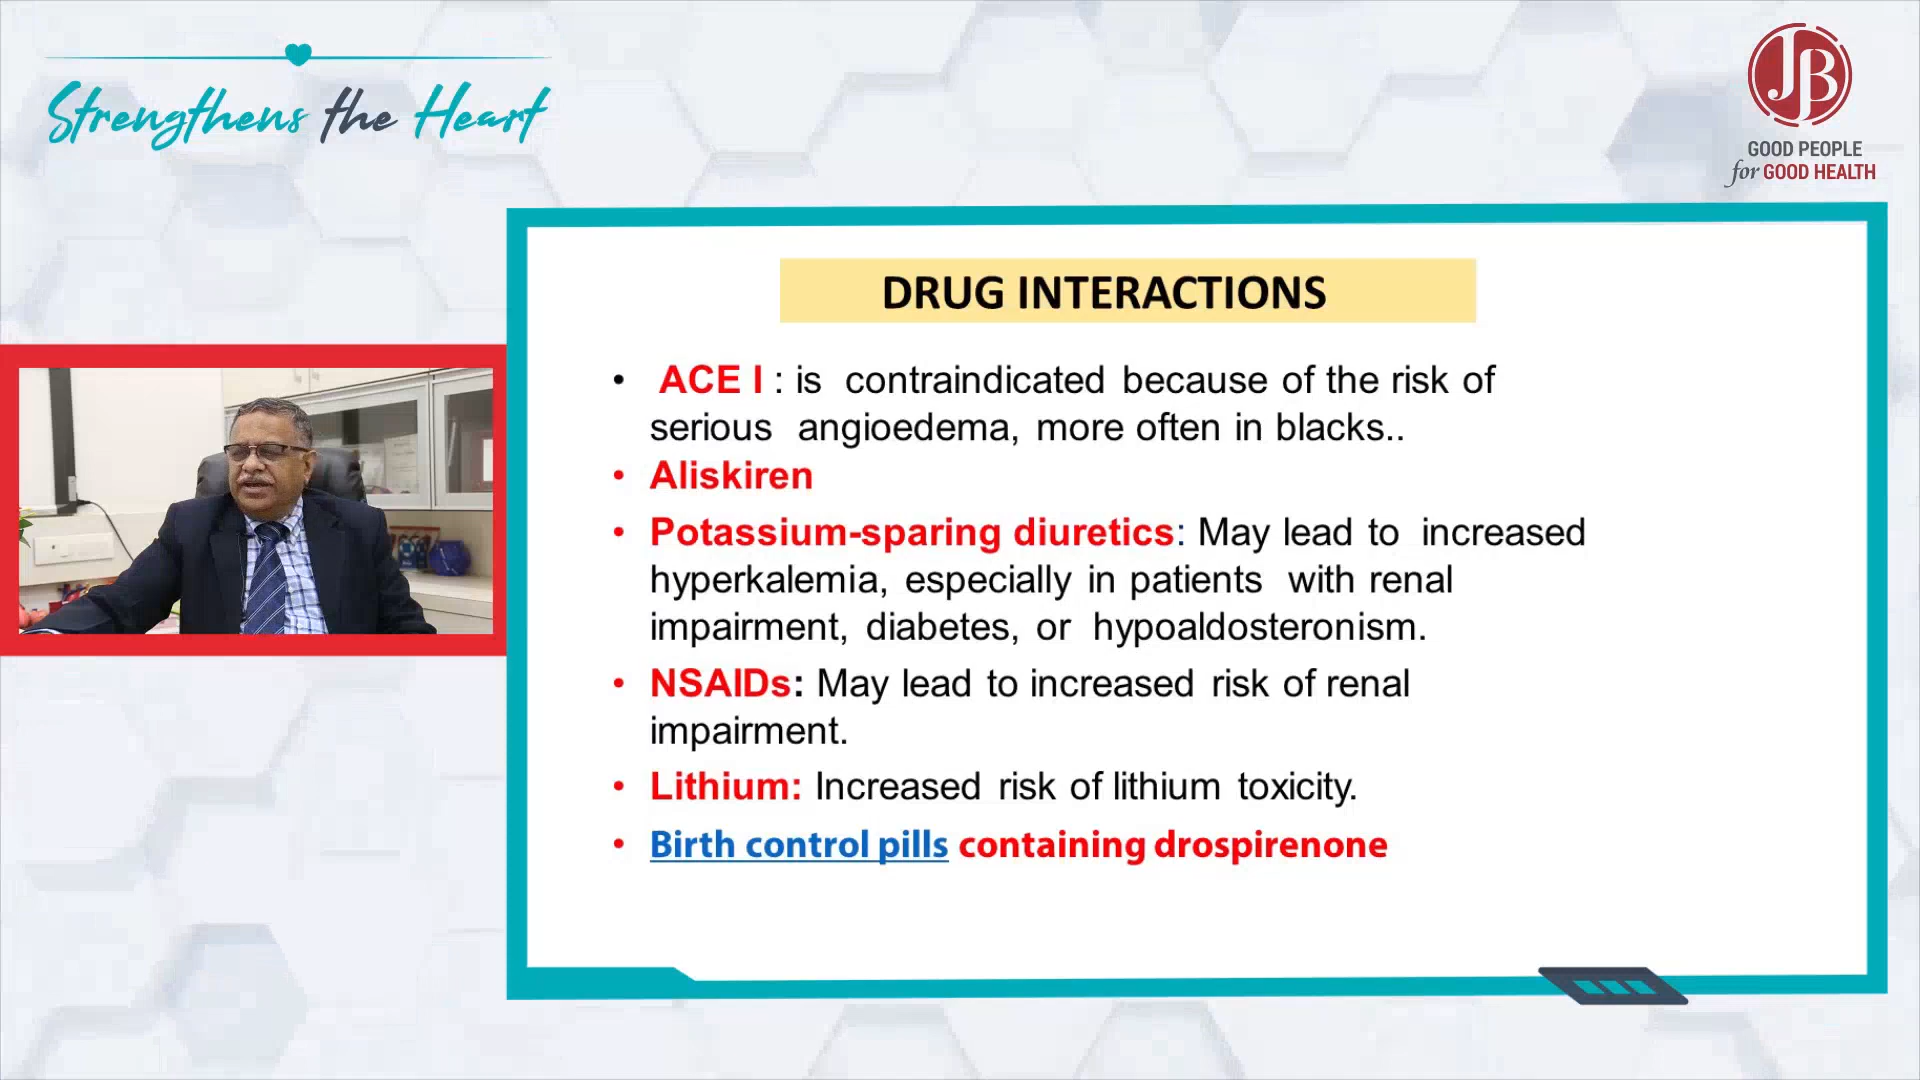 Strengthens the Heart
JB
GOOD PEOPLE
for GOOD HEALTH
DRUG INTERACTIONS
• ACE I : is contraindicated because of the risk of
serious angioedema, more often in blacks..
• Aliskiren
• Potassium-sparing diuretics: May lead to increased
hyperkalemia, especially in patients with renal
impairment, diabetes, or hypoaldosteronism.
• NSAIDs: May lead to increased risk of renal
impairment.
• Lithium: Increased risk of lithium toxicity.
• Birth control pills containing drospirenone